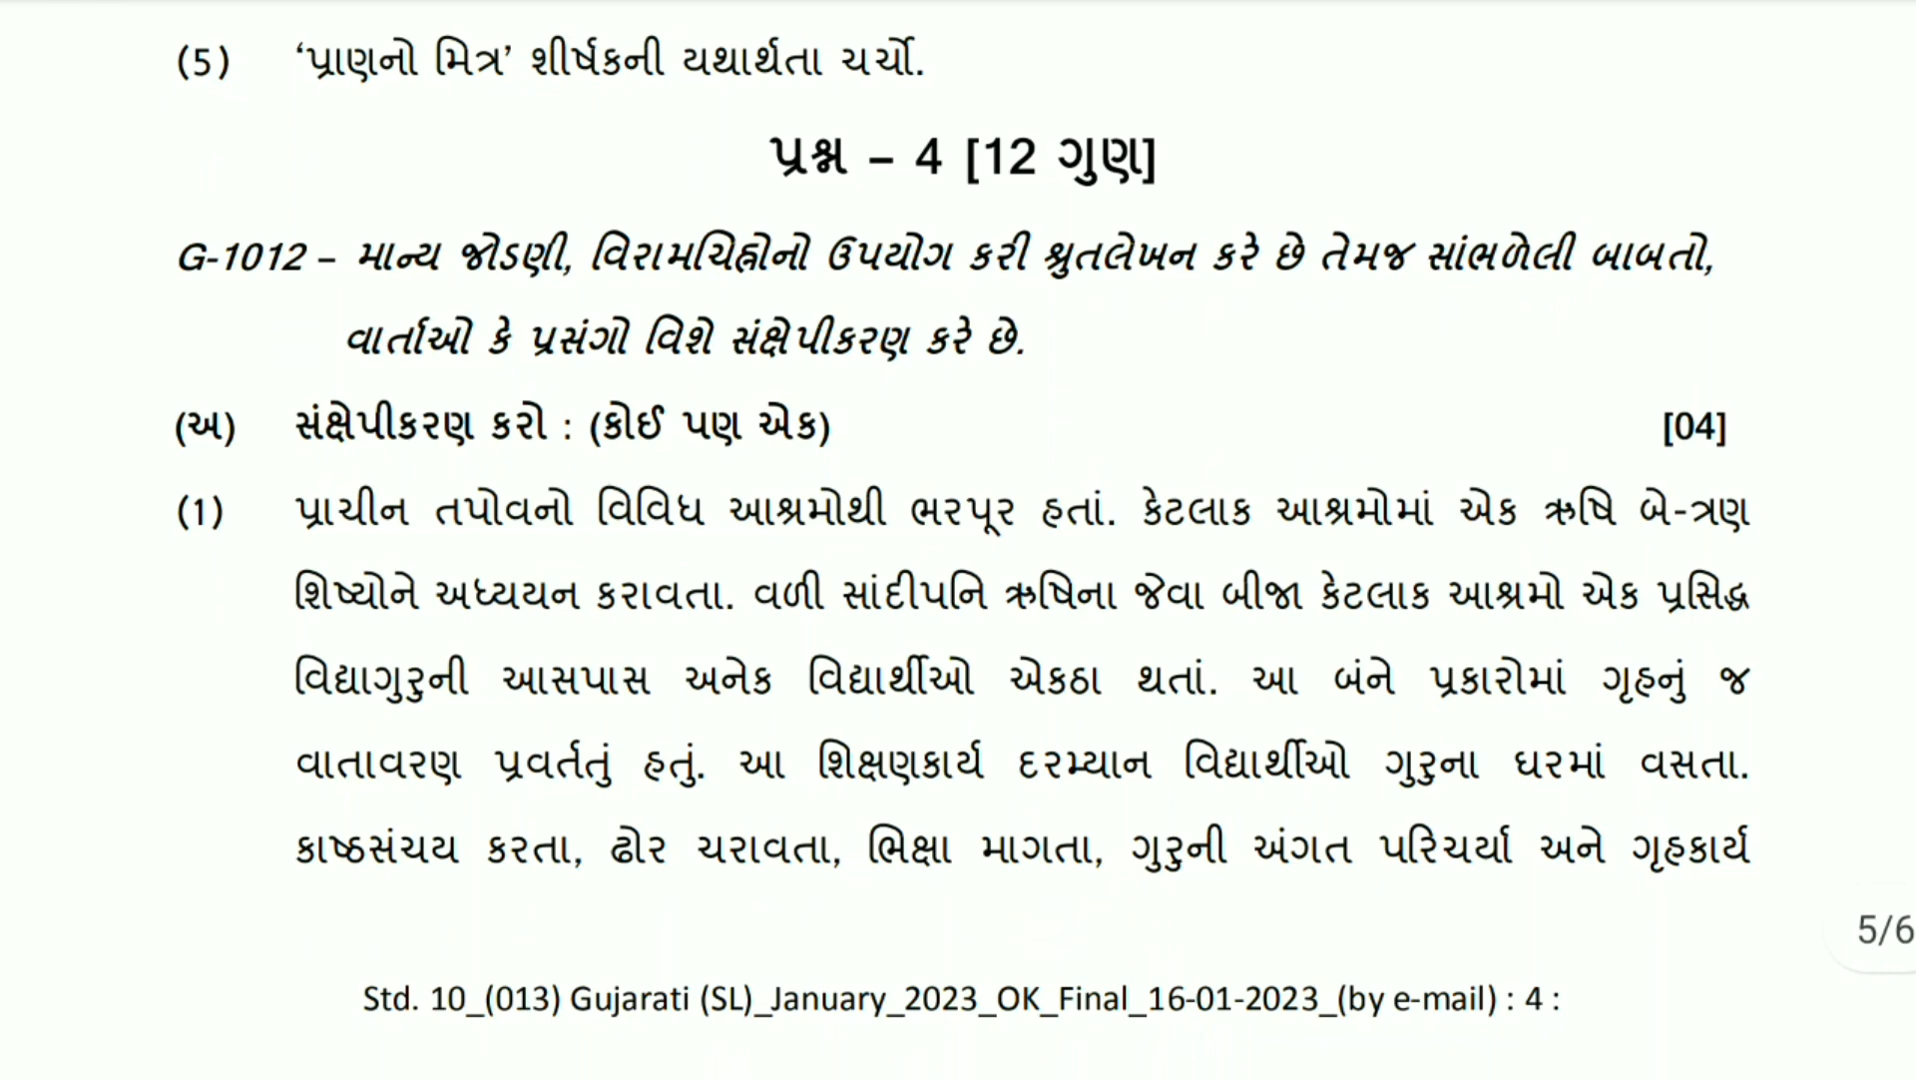 (5) ‘પ્રાણનો મિત્ર’ શીર્ષકની યથાર્થતા ચર્ચો.
પ્રશ્ન – 4 [12 ગુણ]
G-1012 – માન્ય જોડણી, વિરામચિહ્નોનો ઉપયોગ કરી શ્રુતલેખન કરે છે તેમજ સાંભળેલી બાબતો,
વાર્તાઓ કે પ્રસંગો વિશે સંક્ષેપીકરણ કરે છે.
(અ) સંક્ષેપીકરણ કરો : (કોઈ પણ એક) [04]
(1) પ્રાચીન તપોવનો વિવિધ આશ્રમોથી ભરપૂર હતાં. કેટલાક આશ્રમોમાં એક ઋષિ બે-ત્રણ
શિષ્યોને અધ્યયન કરાવતા. વળી સાંદીપનિ ઋષિના જેવા બીજા કેટલાક આશ્રમો એક પ્રસિદ્ધ
વિદ્યાગુરુની આસપાસ અનેક વિદ્યાર્થીઓ એકઠા થતાં. આ બંને પ્રકારોમાં ગૃહનું જ
વાતાવરણ પ્રવર્તતું હતું. આ શિક્ષણકાર્ય દરમ્યાન વિદ્યાર્થીઓ ગુરુના ઘરમાં વસતા.
કાષ્ઠસંચય કરતા, ઢોર ચરાવતા, ભિક્ષા માગતા, ગુરુની અંગત પરિચર્યા અને ગૃહકાર્ય
5/6
Std. 10_(013) Gujarati (SL)_January_2023_OK_Final_16-01-2023_(by e-mail) : 4 :